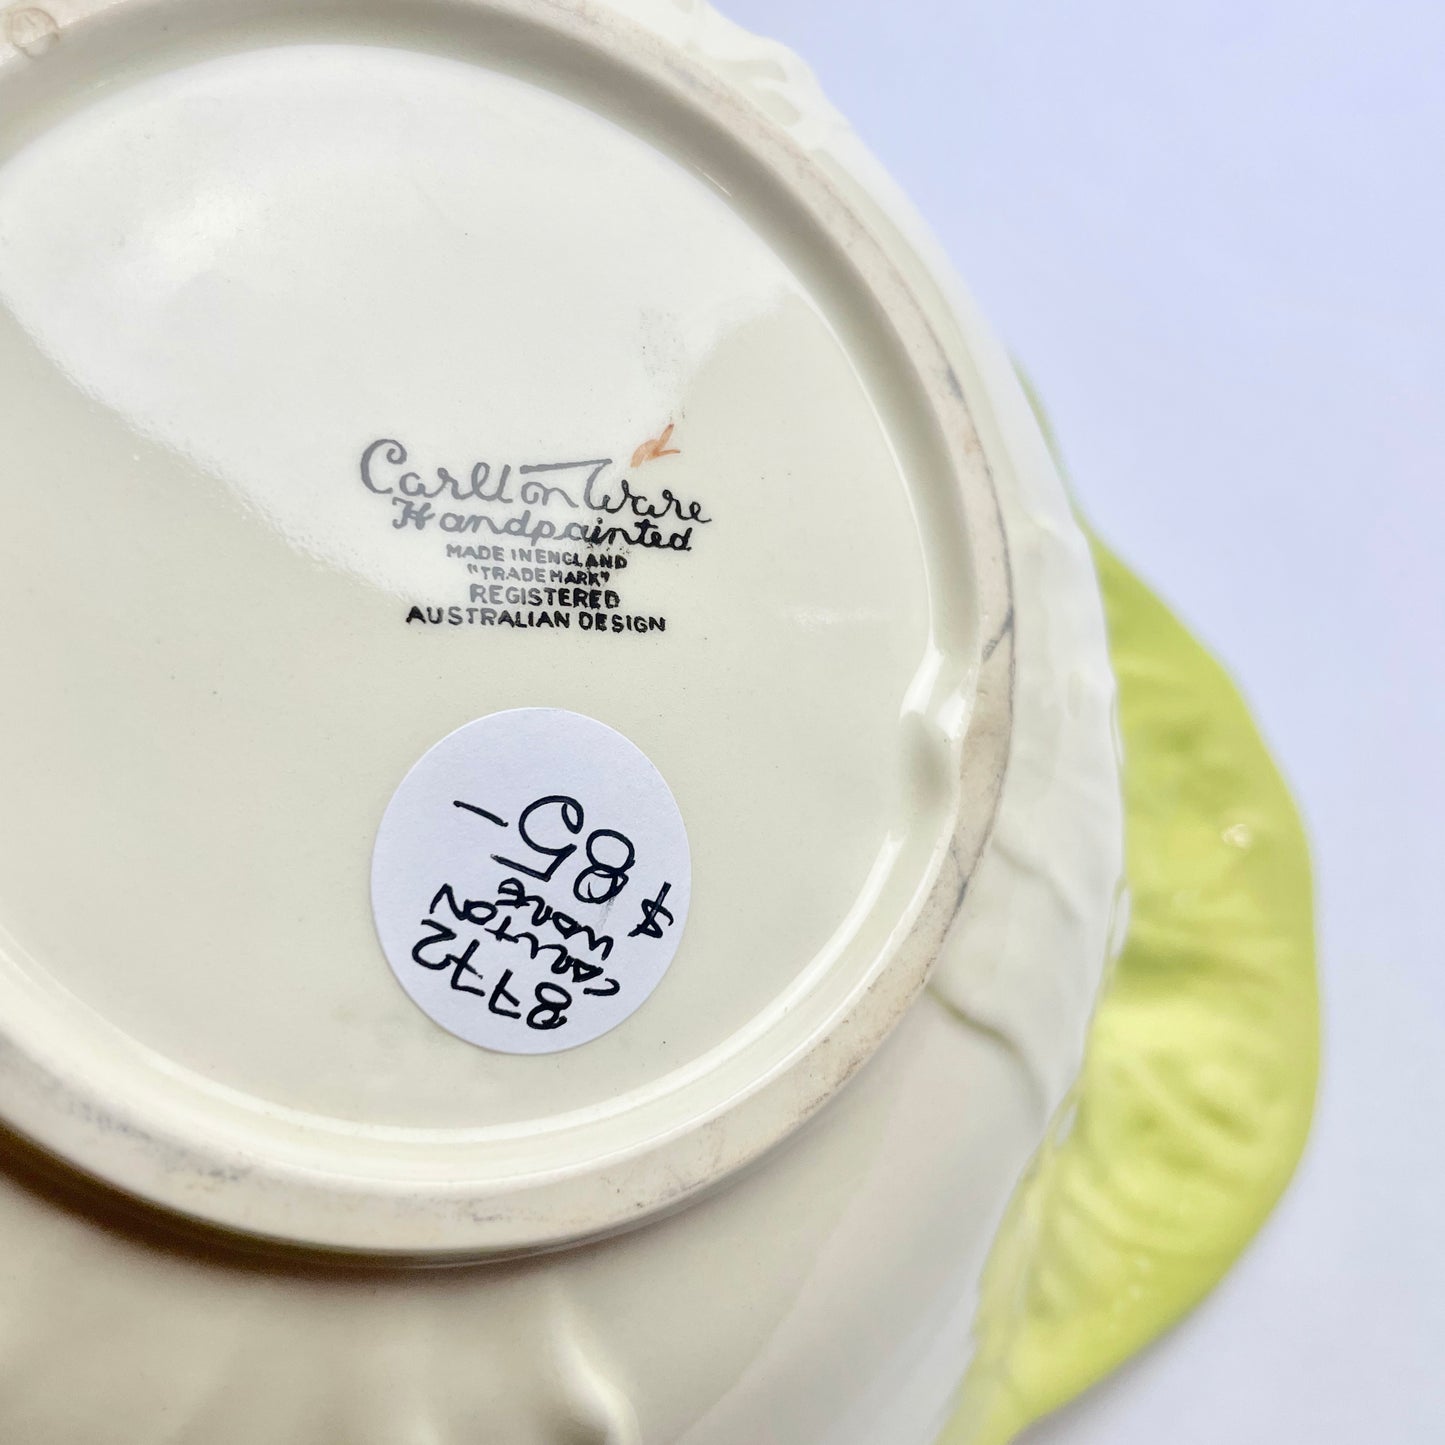 Carlton Ware
Handpainted
MADE IN ENGLAND
"TRADE MARK"
REGISTERED
AUSTRALIAN DESIGN
8772
CARLTON
WARE
$85-